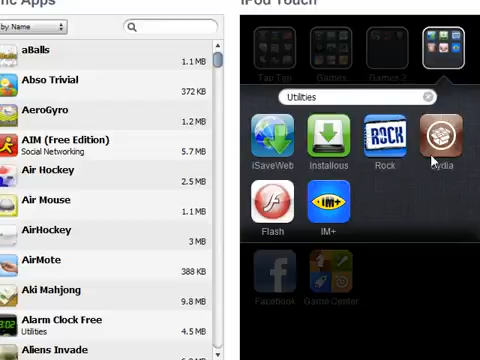 by Name
aBalls
1.1 MB
Abso Trivial
372 KB
AeroGyro
1.2 MB
AIM (Free Edition)
Social Networking
5.7 MB
Air Hockey
2.5 MB
Air Mouse
1.1 MB
AirHockey
3 MB
AirMote
388 KB
Aki Mahjong
9.8 MB
Alarm Clock Free
Utilities
4.5 MB
Aliens Invade
iPod Touch
Tap Tap
Games
Games 2
Utilities
iSaveWeb
Installous
ROCK
Rock
Cydia
Flash
IM+
IM+
Facebook
Game Center